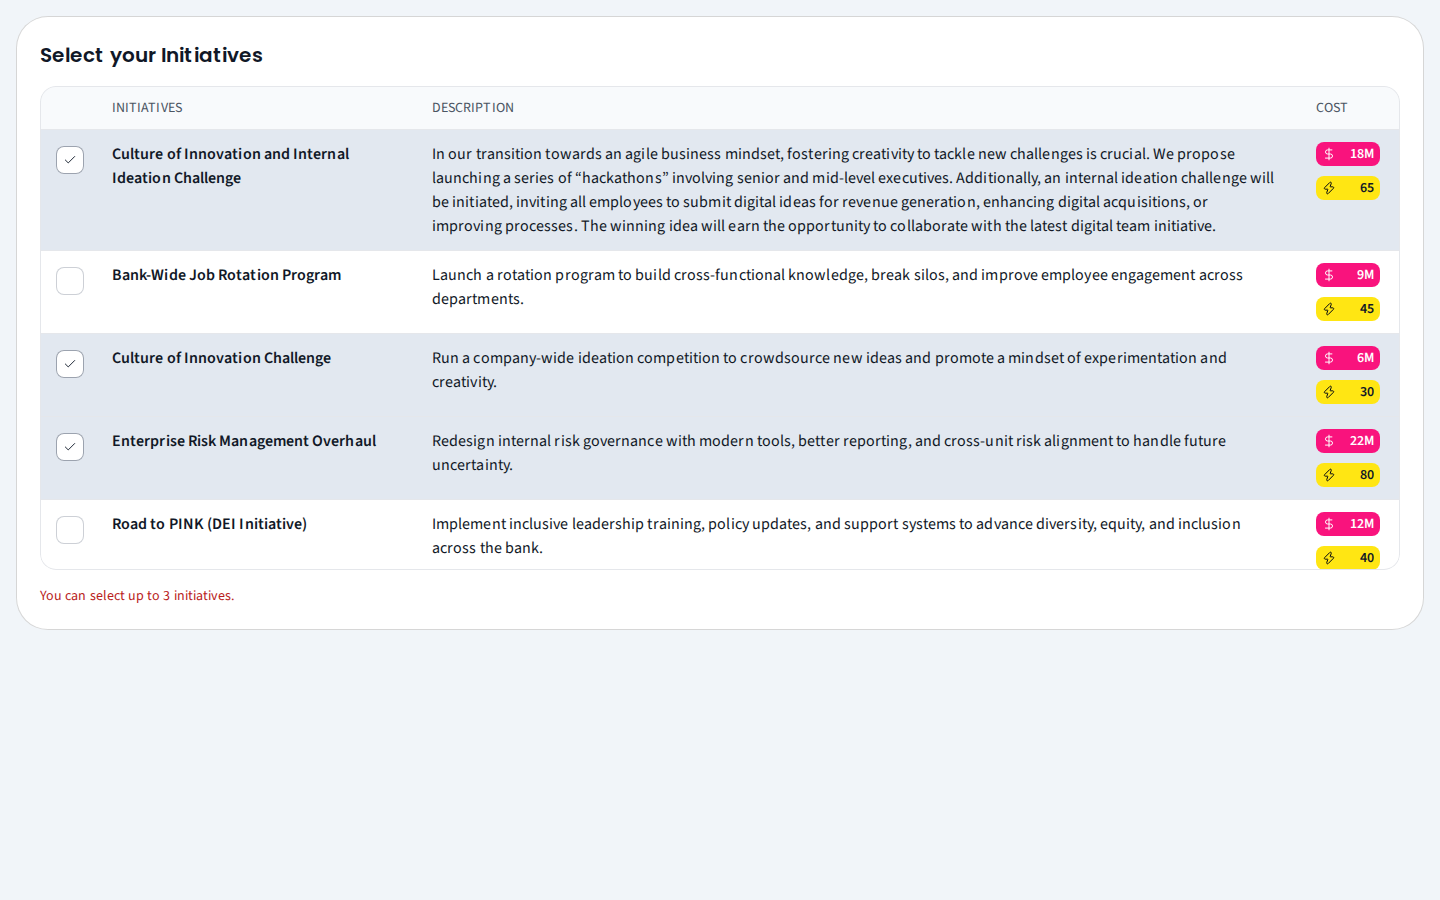 Select your Initiatives
INITIATIVES
DESCRIPTION
COST
Culture of Innovation and Internal
Ideation Challenge
In our transition towards an agile business mindset, fostering creativity to tackle new challenges is crucial. We propose
launching a series of “hackathons” involving senior and mid-level executives. Additionally, an internal ideation challenge will
be initiated, inviting all employees to submit digital ideas for revenue generation, enhancing digital acquisitions, or
improving processes. The winning idea will earn the opportunity to collaborate with the latest digital team initiative.
$ 18M
65
Bank-Wide Job Rotation Program
Launch a rotation program to build cross-functional knowledge, break silos, and improve employee engagement across
departments.
$ 9M
45
Culture of Innovation Challenge
Run a company-wide ideation competition to crowdsource new ideas and promote a mindset of experimentation and
creativity.
$ 6M
30
Enterprise Risk Management Overhaul
Redesign internal risk governance with modern tools, better reporting, and cross-unit risk alignment to handle future
uncertainty.
$ 22M
80
Road to PINK (DEI Initiative)
Implement inclusive leadership training, policy updates, and support systems to advance diversity, equity, and inclusion
across the bank.
$ 12M
40
You can select up to 3 initiatives.